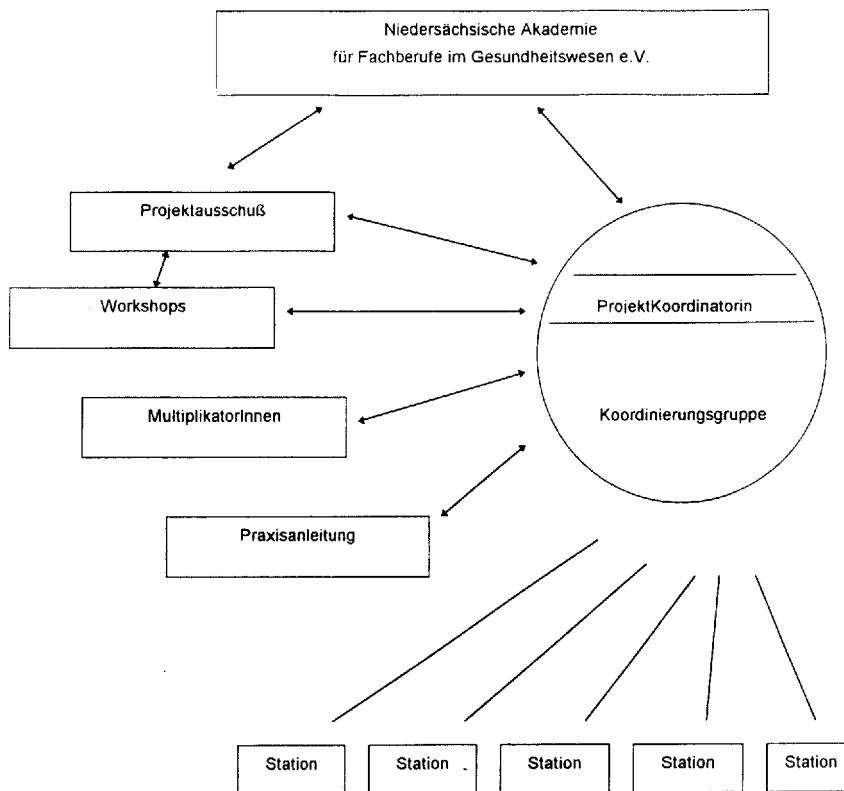 Niedersächsische Akademie
für Fachberufe im Gesundheitswesen e.V.
Projektausschuß
Workshops
ProjektKoordinatorin
MultiplikatorInnen
Koordinierungsgruppe
Praxisanleitung
Station
Station
Station
Station
Station